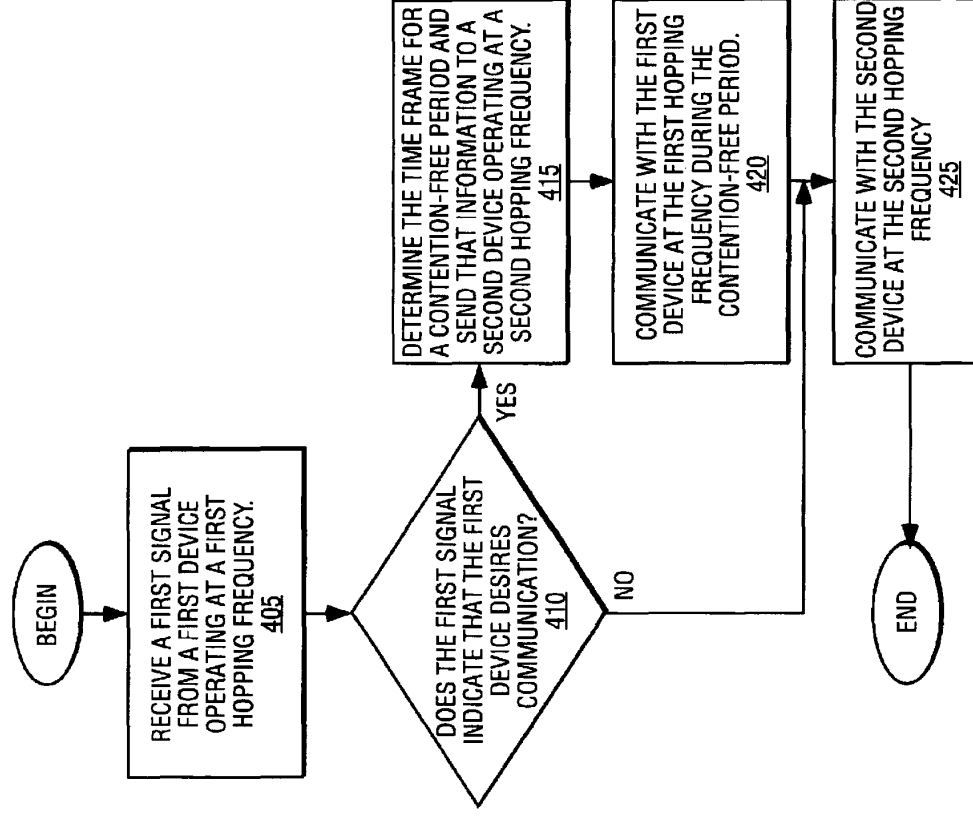 BEGIN
RECEIVE A FIRST SIGNAL
FROM A FIRST DEVICE
OPERATING AT A FIRST
HOPPING FREQUENCY.
405
DOES THE FIRST SIGNAL
INDICATE THAT THE FIRST
DEVICE DESIRES
COMMUNICATION?
410
YES
NO
DETERMINE THE TIME FRAME FOR
A CONTENTION-FREE PERIOD AND
SEND THAT INFORMATION TO A
SECOND DEVICE OPERATING AT A
SECOND HOPPING FREQUENCY.
415
COMMUNICATE WITH THE FIRST
DEVICE AT THE FIRST HOPPING
FREQUENCY DURING THE
CONTENTION-FREE PERIOD.
420
COMMUNICATE WITH THE SECOND
DEVICE AT THE SECOND HOPPING
FREQUENCY
425
END